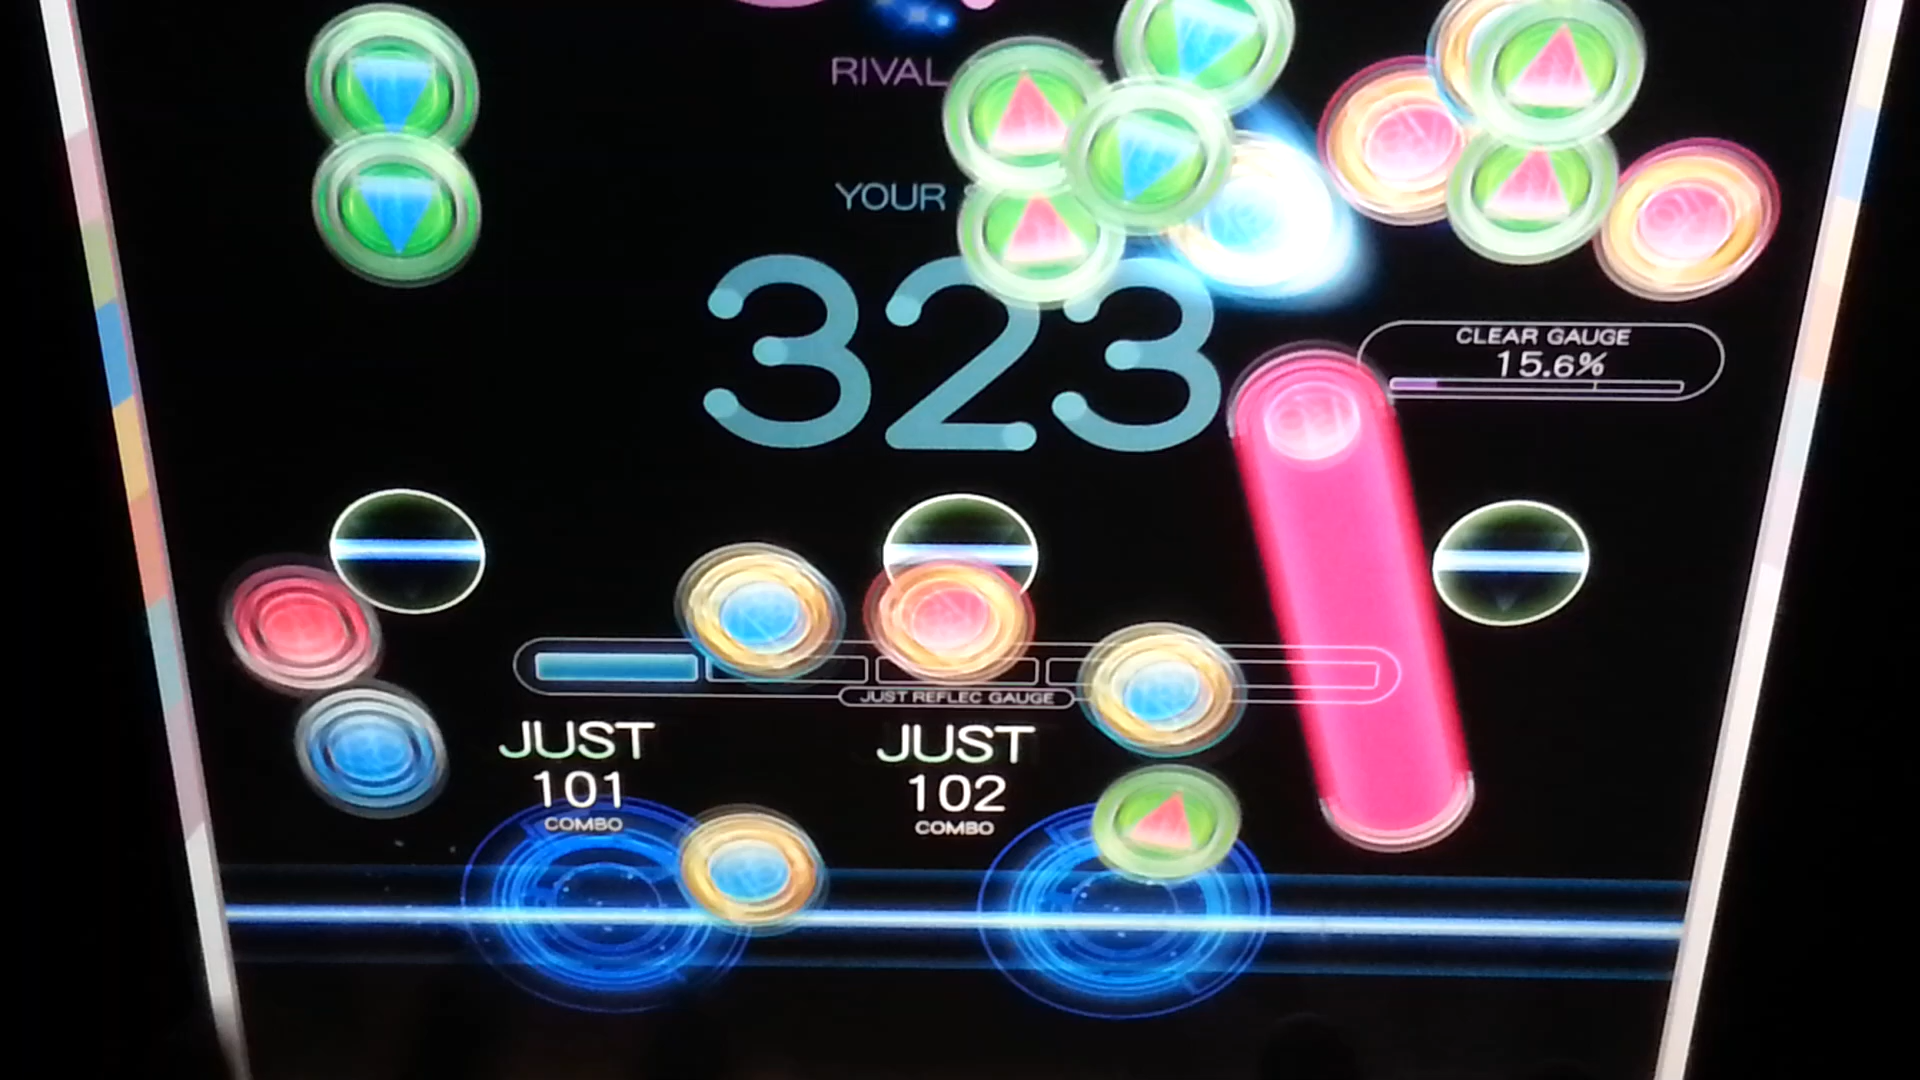 RIVAL
YOUR
323
CLEAR GAUGE
15.6%
JUST REFLEC GAUGE
JUST
101
COMBO
JUST
102
COMBO